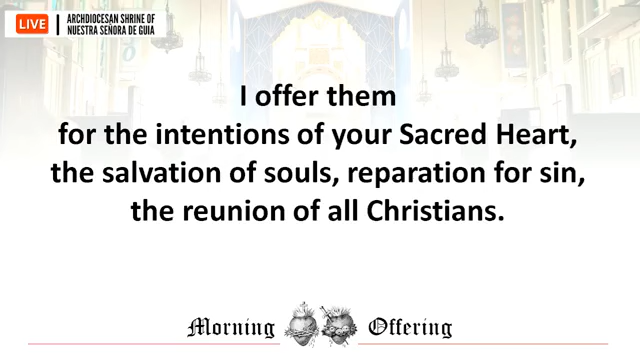 LIVE
ARCHDIOCESAN SHRINE OF
NUESTRA SEÑORA DE GUIA
I offer them
for the intentions of your Sacred Heart,
the salvation of souls, reparation for sin,
the reunion of all Christians.
Morning Offering